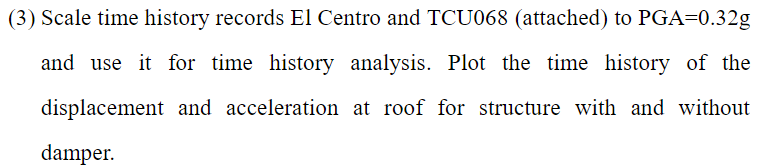 (3) Scale time history records El Centro and TCU068 (attached) to PGA=0.32g
and use it for time history analysis. Plot the time history of the
displacement and acceleration at roof for structure with and without
damper.